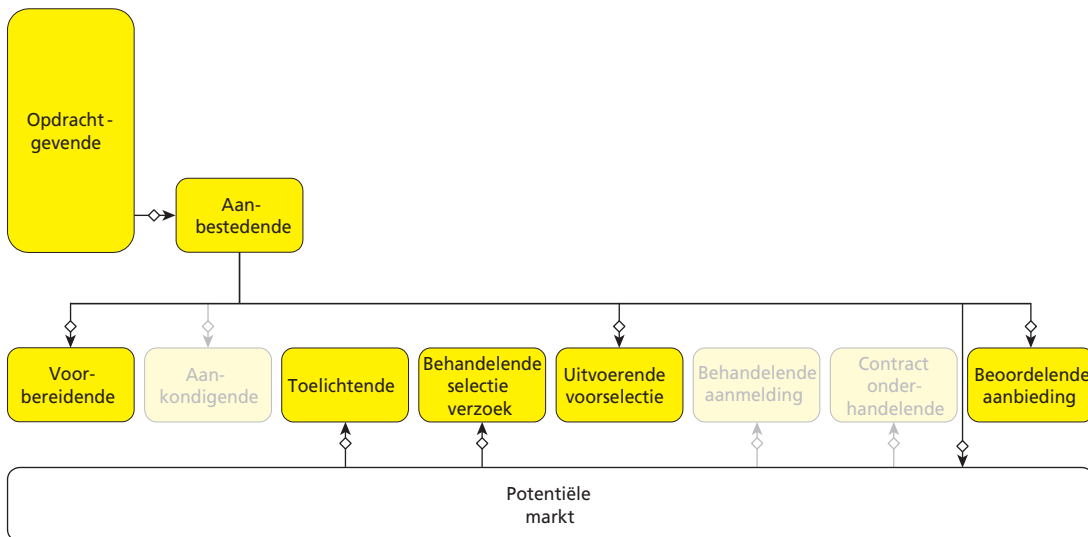 Opdracht-
gevende
Aan-
bestedende
Voor-
bereidende
Aan-
kondigende
Toelichtende
Behandelende
selectie
verzoek
Uitvoerende
voorselectie
Behandelende
aanmelding
Contract
onder-
handelende
Beoordelende
aanbieding
Potentiële
markt